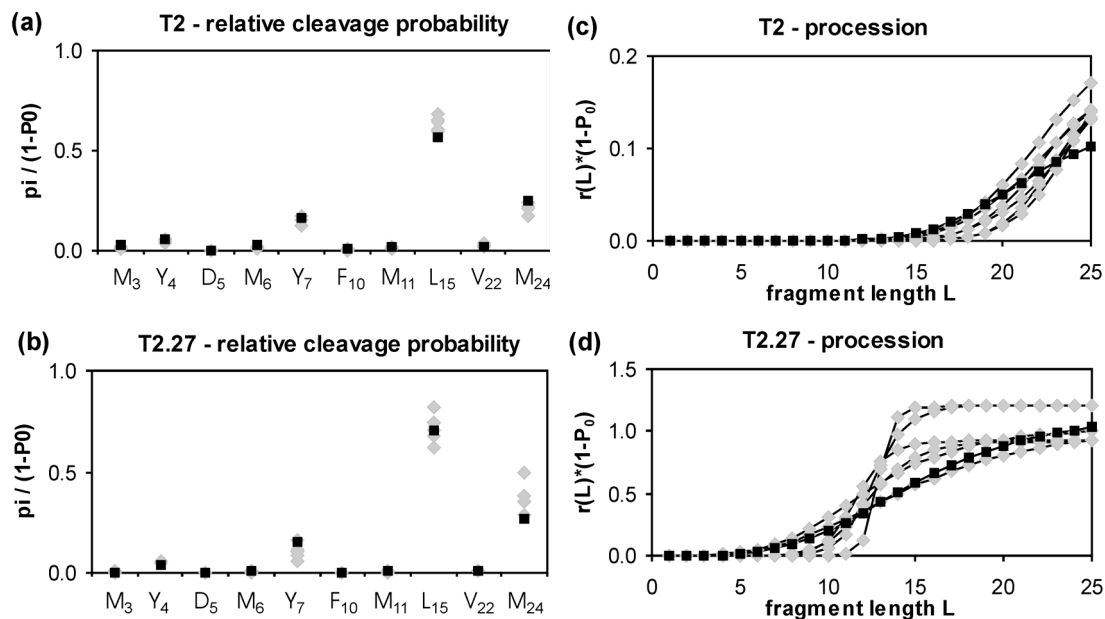 (a)
T2 - relative cleavage probability
pi / (1-P0)
1.0
0.5
0.0
M3 Y4 D5 M6 Y7 F10 M11 L15 V22 M24
(c)
T2 - procession
r(L)*(1-P0)
0.2
0.1
0.0
0 5 10 15 20 25
fragment length L
(b)
T2.27 - relative cleavage probability
pi / (1-P0)
1.0
0.5
0.0
M3 Y4 D5 M6 Y7 F10 M11 L15 V22 M24
(d)
T2.27 - procession
r(L)*(1-P0)
1.5
1.0
0.5
0.0
0 5 10 15 20 25
fragment length L